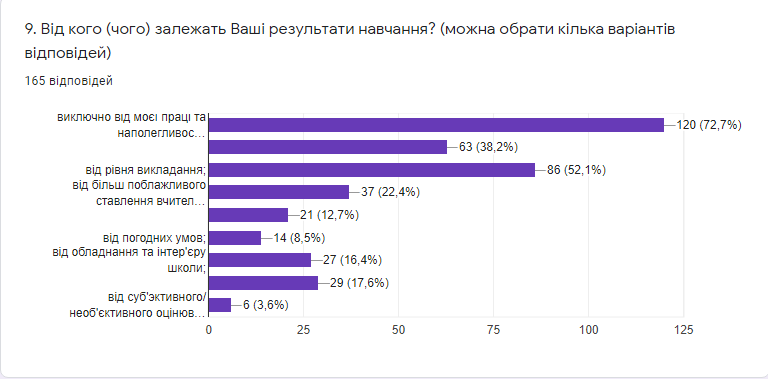 9. Від кого (чого) залежать Ваші результати навчання? (можна обрати кілька варіантів
відповідей)
165 відповідей
виключно від моєї праці та
наполегливос...
120 (72,7%)
63 (38,2%)
від рівня викладання;
86 (52,1%)
від більш поблажливого
ставлення вчител...
37 (22,4%)
21 (12,7%)
від погодних умов;
14 (8,5%)
від обладнання та інтер'єру
школи;
27 (16,4%)
29 (17,6%)
від суб'эктивного/
необ'єктивного оцінюв...
6 (3,6%)
0 25 50 75 100 125